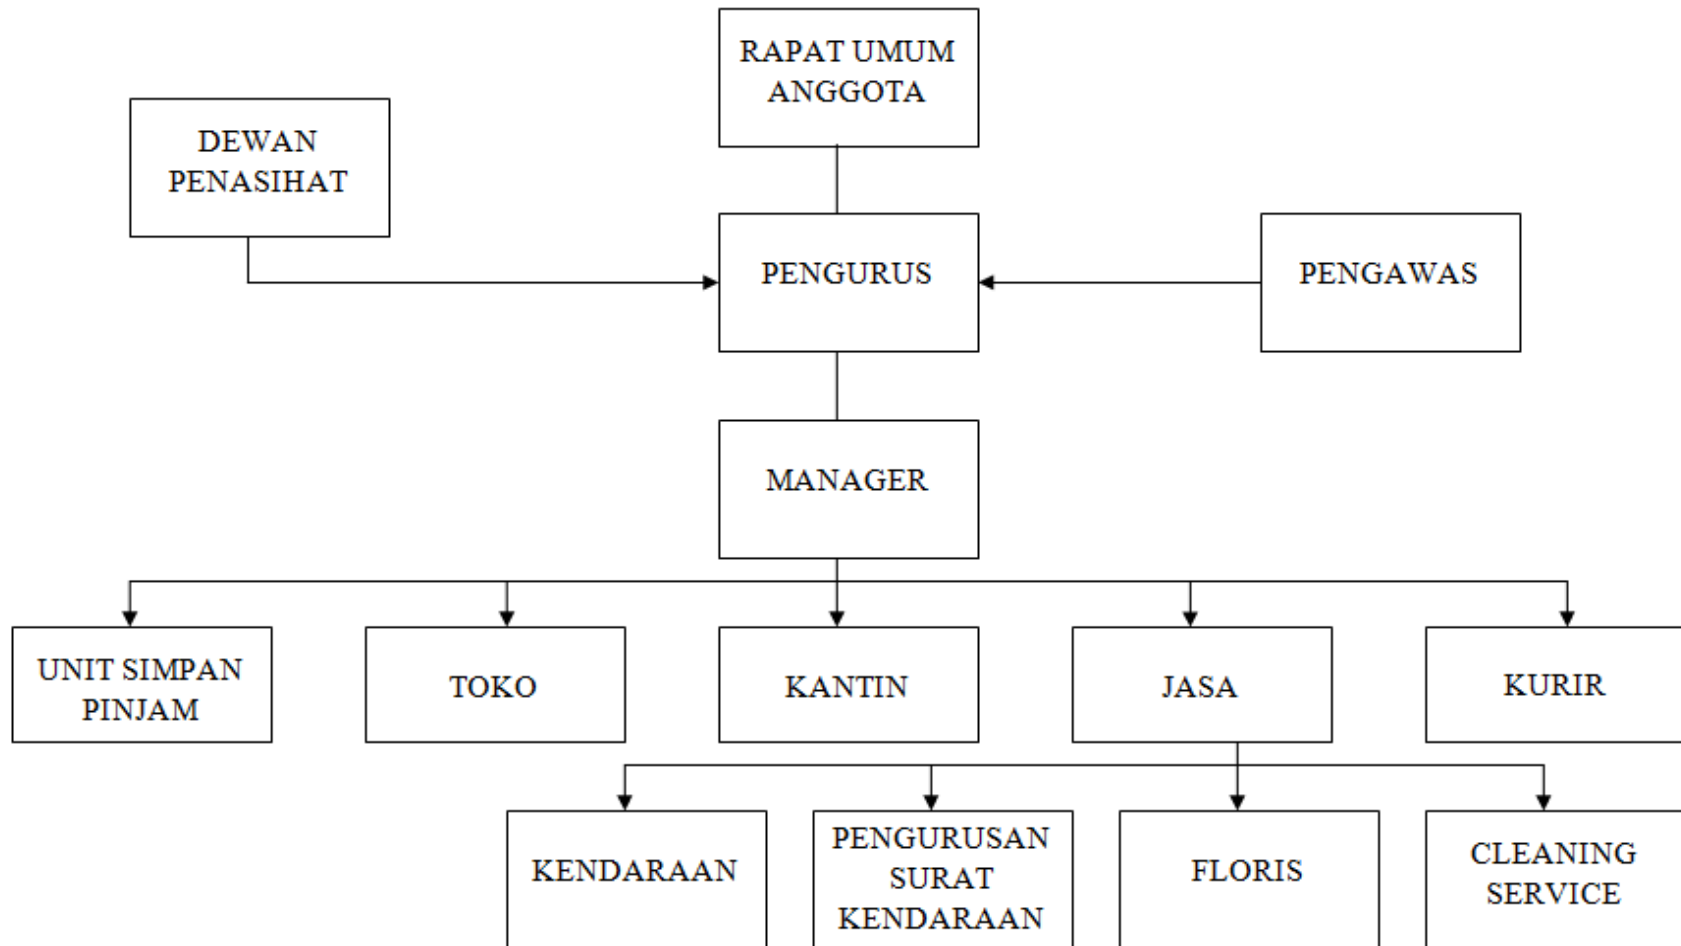 RAPAT UMUM
ANGGOTA
DEWAN
PENASIHAT
PENGURUS
PENGAWAS
MANAGER
UNIT SIMPAN
PINJAM
TOKO
KANTIN
JASA
KURIR
KENDARAAN
PENGURUSAN
SURAT
KENDARAAN
FLORIS
CLEANING
SERVICE